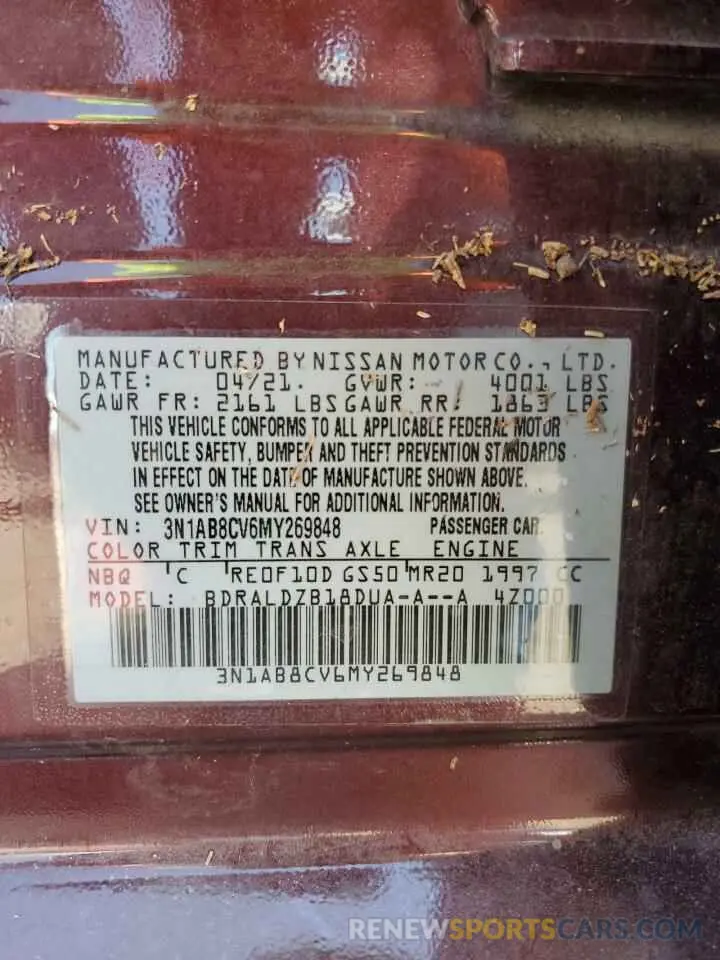 MANUFACTURED BY NISSAN MOTOR CO., LTD.
DATE: 04/21. GVWR: 4001 LBS
GAWR FR: 2161 LBS GAWR RR: 1863 LBS
THIS VEHICLE CONFORMS TO ALL APPLICABLE FEDERAL MOTOR
VEHICLE SAFETY, BUMPER AND THEFT PREVENTION STANDARDS
IN EFFECT ON THE DATE OF MANUFACTURE SHOWN ABOVE.
SEE OWNER'S MANUAL FOR ADDITIONAL INFORMATION.
VIN: 3N1AB8CV6MY269848 PASSENGER CAR.
COLOR TRIM TRANS AXLE ENGINE
NBQ 'C 'RE0F10D GS50'MR20 1997 CC
MODEL: BDRALDZB18DUA-A--A 4Z000
3N1AB8CV6MY269848
RENEWSPORTSCARS.COM